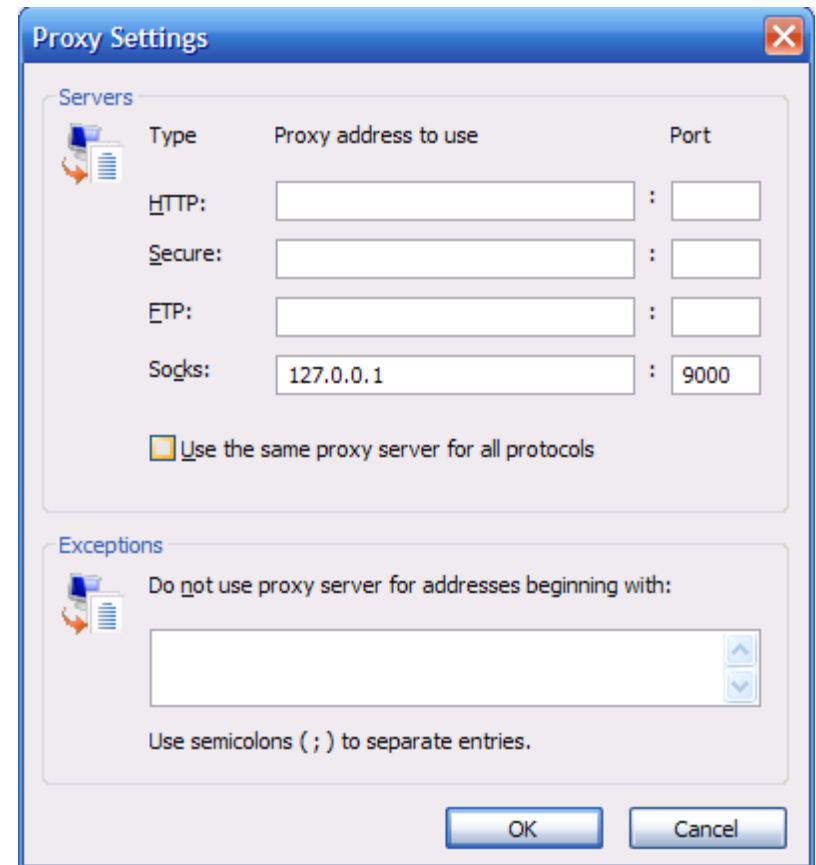 Proxy Settings
Servers
Type Proxy address to use Port
HTTP: :
Secure: :
FTP: :
Socks: 127.0.0.1 : 9000
Use the same proxy server for all protocols
Exceptions
Do not use proxy server for addresses beginning with:
Use semicolons ( ; ) to separate entries.
OK Cancel